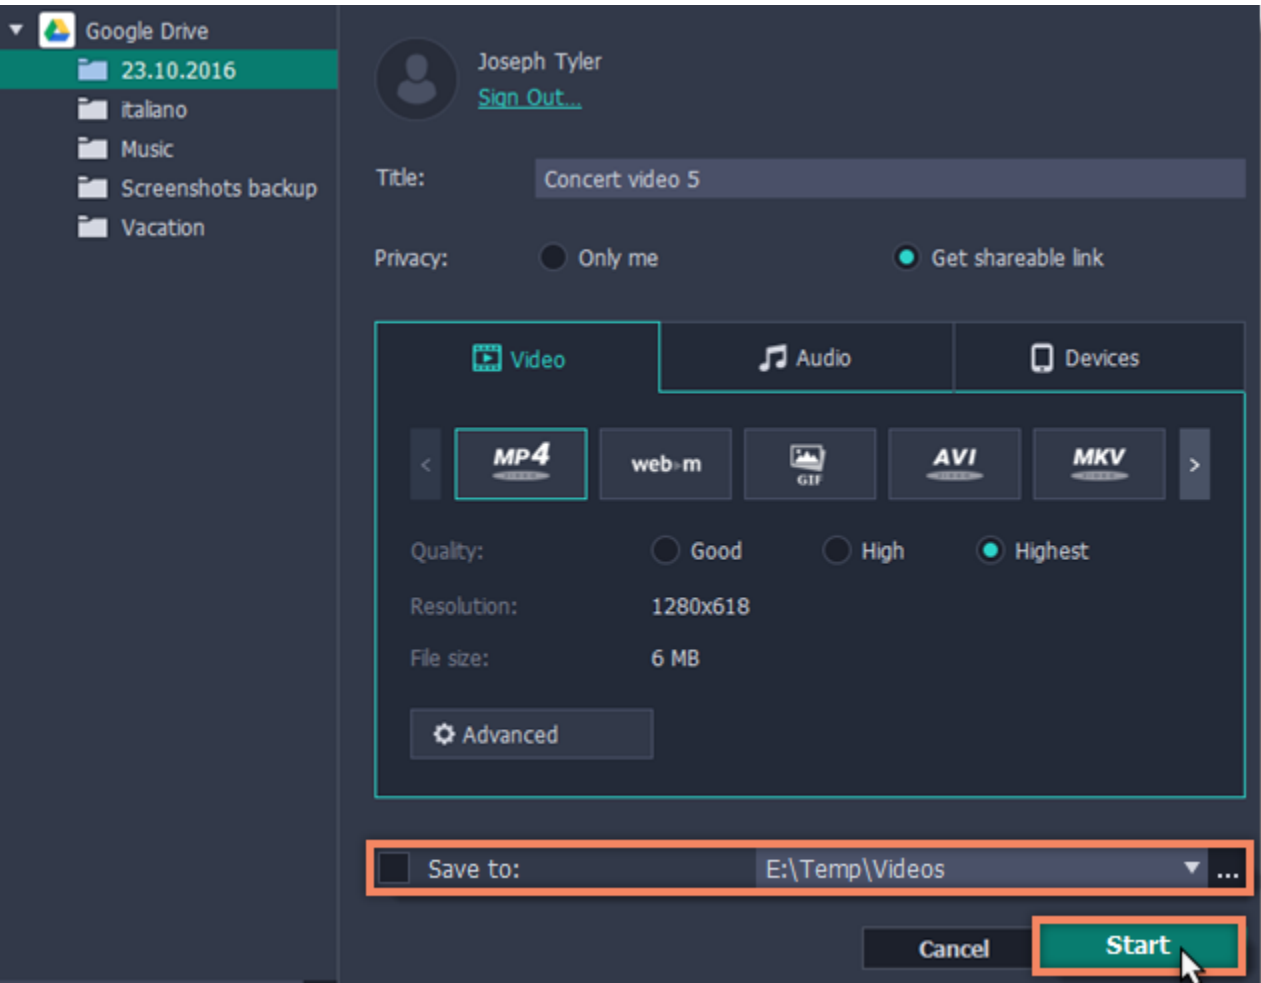 Google Drive
23.10.2016
italiano
Music
Screenshots backup
Vacation
Joseph Tyler
Sign Out...
Title: Concert video 5
Privacy: Only me Get shareable link
Video Audio Devices
< MP4 web m GIF AVI MKV >
Quality: Good High Highest
Resolution: 1280x618
File size: 6 MB
Advanced
Save to: E:\Temp\Videos ...
Cancel Start